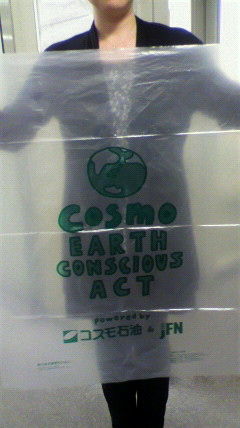 Cosmo
EARTH
CONSCIOUS
ACT
Powered by
コスモ石油 & JFN